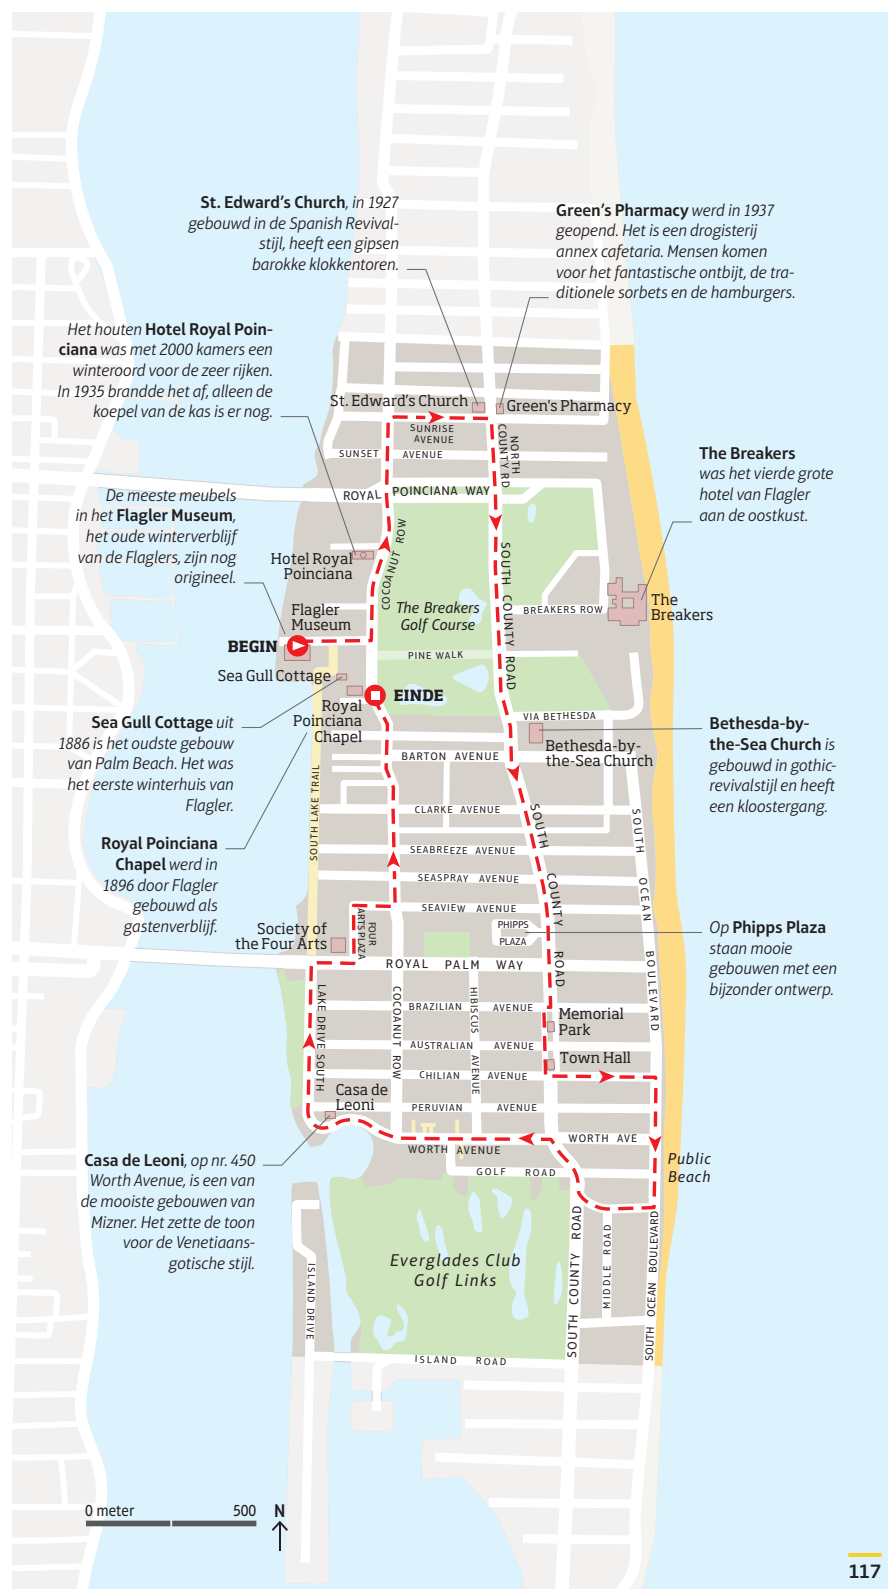 St. Edward's Church, in 1927
gebouwd in de Spanish Revival-
stijl, heeft een gipsen
barokke klokkentoren.
Green's Pharmacy werd in 1937
geopend. Het is een drogisterij
annex cafetaria. Mensen komen
voor het fantastische ontbijt, de tra-
ditionele sorbets en de hamburgers.
Het houten Hotel Royal Poin-
ciana was met 2000 kamers een
winteroord voor de zeer rijken.
In 1935 brandde het af, alleen de
koepel van de kas is er nog.
St. Edward's Church
Green's Pharmacy
SUNRISE
AVENUE
NORTH
COUNTY RD
SUNSET AVENUE
The Breakers
was het vierde grote
hotel van Flagler
aan de oostkust.
De meeste meubels
in het Flagler Museum,
het oude winterverblijf
van de Flaglers, zijn nog
origineel.
ROYAL POINCIANA WAY
COCOANUT ROW
SOUTH COUNTY ROAD
Hotel Royal
Poinciana
Flagler
Museum
The Breakers
Golf Course
BREAKERS ROW
The
Breakers
BEGIN
PINE WALK
Sea Gull Cottage
EINDE
Royal
Poinciana
Chapel
VIA BETHESDA
Bethesda-by-
the-Sea Church
Sea Gull Cottage uit
1886 is het oudste gebouw
van Palm Beach. Het was
het eerste winterhuis van
Flagler.
Bethesda-by-
the-Sea Church is
gebouwd in gothic-
revivalstijl en heeft
een kloostergang.
BARTON AVENUE
SOUTH LAKE TRAIL
CLARKE AVENUE
SOUTH COUNTY ROAD
SOUTH OCEAN BOULEVARD
Royal Poinciana
Chapel werd in
1896 door Flagler
gebouwd als
gastenverblijf.
SEABREEZE AVENUE
SEASPRAY AVENUE
SEAVIEW AVENUE
FOUR
ARTS PLAZA
PHIPPS
PLAZA
Society of
the Four Arts
Op Phipps Plaza
staan mooie
gebouwen met een
bijzonder ontwerp.
ROYAL PALM WAY
LAKE DRIVE SOUTH
COCOANUT ROW
HIBISCUS AVENUE
BRAZILIAN AVENUE
Memorial
Park
AUSTRALIAN AVENUE
Town Hall
CHILIAN AVENUE
Casa de
Leoni
PERUVIAN AVENUE
WORTH AVE
WORTH AVENUE
GOLF ROAD
Public
Beach
Casa de Leoni, op nr. 450
Worth Avenue, is een van
de mooiste gebouwen van
Mizner. Het zette de toon
voor de Venetiaans-
gotische stijl.
Everglades Club
Golf Links
ISLAND DRIVE
SOUTH COUNTY ROAD
MIDDLE ROAD
SOUTH OCEAN BOULEVARD
ISLAND ROAD
0 meter 500
N
117